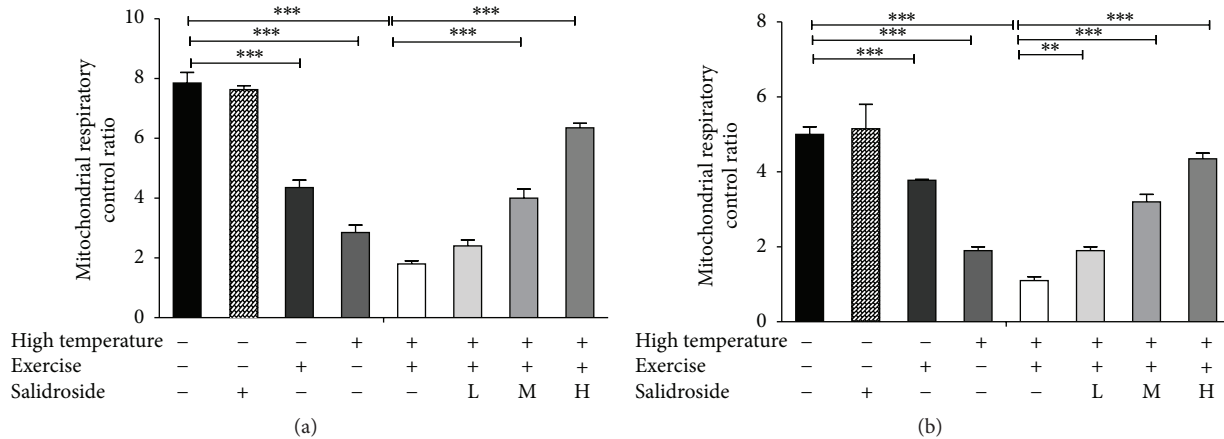 *** ***
*** ***
***
10
8
6
4
2
0
Mitochondrial respiratory
control ratio
High temperature − − − + + + + +
Exercise − − + − + + + +
Salidroside − + − − − L M H
(a)
*** ***
*** ***
*** **
8
6
4
2
0
Mitochondrial respiratory
control ratio
High temperature − − − + + + + +
Exercise − − + − + + + +
Salidroside − + − − − L M H
(b)